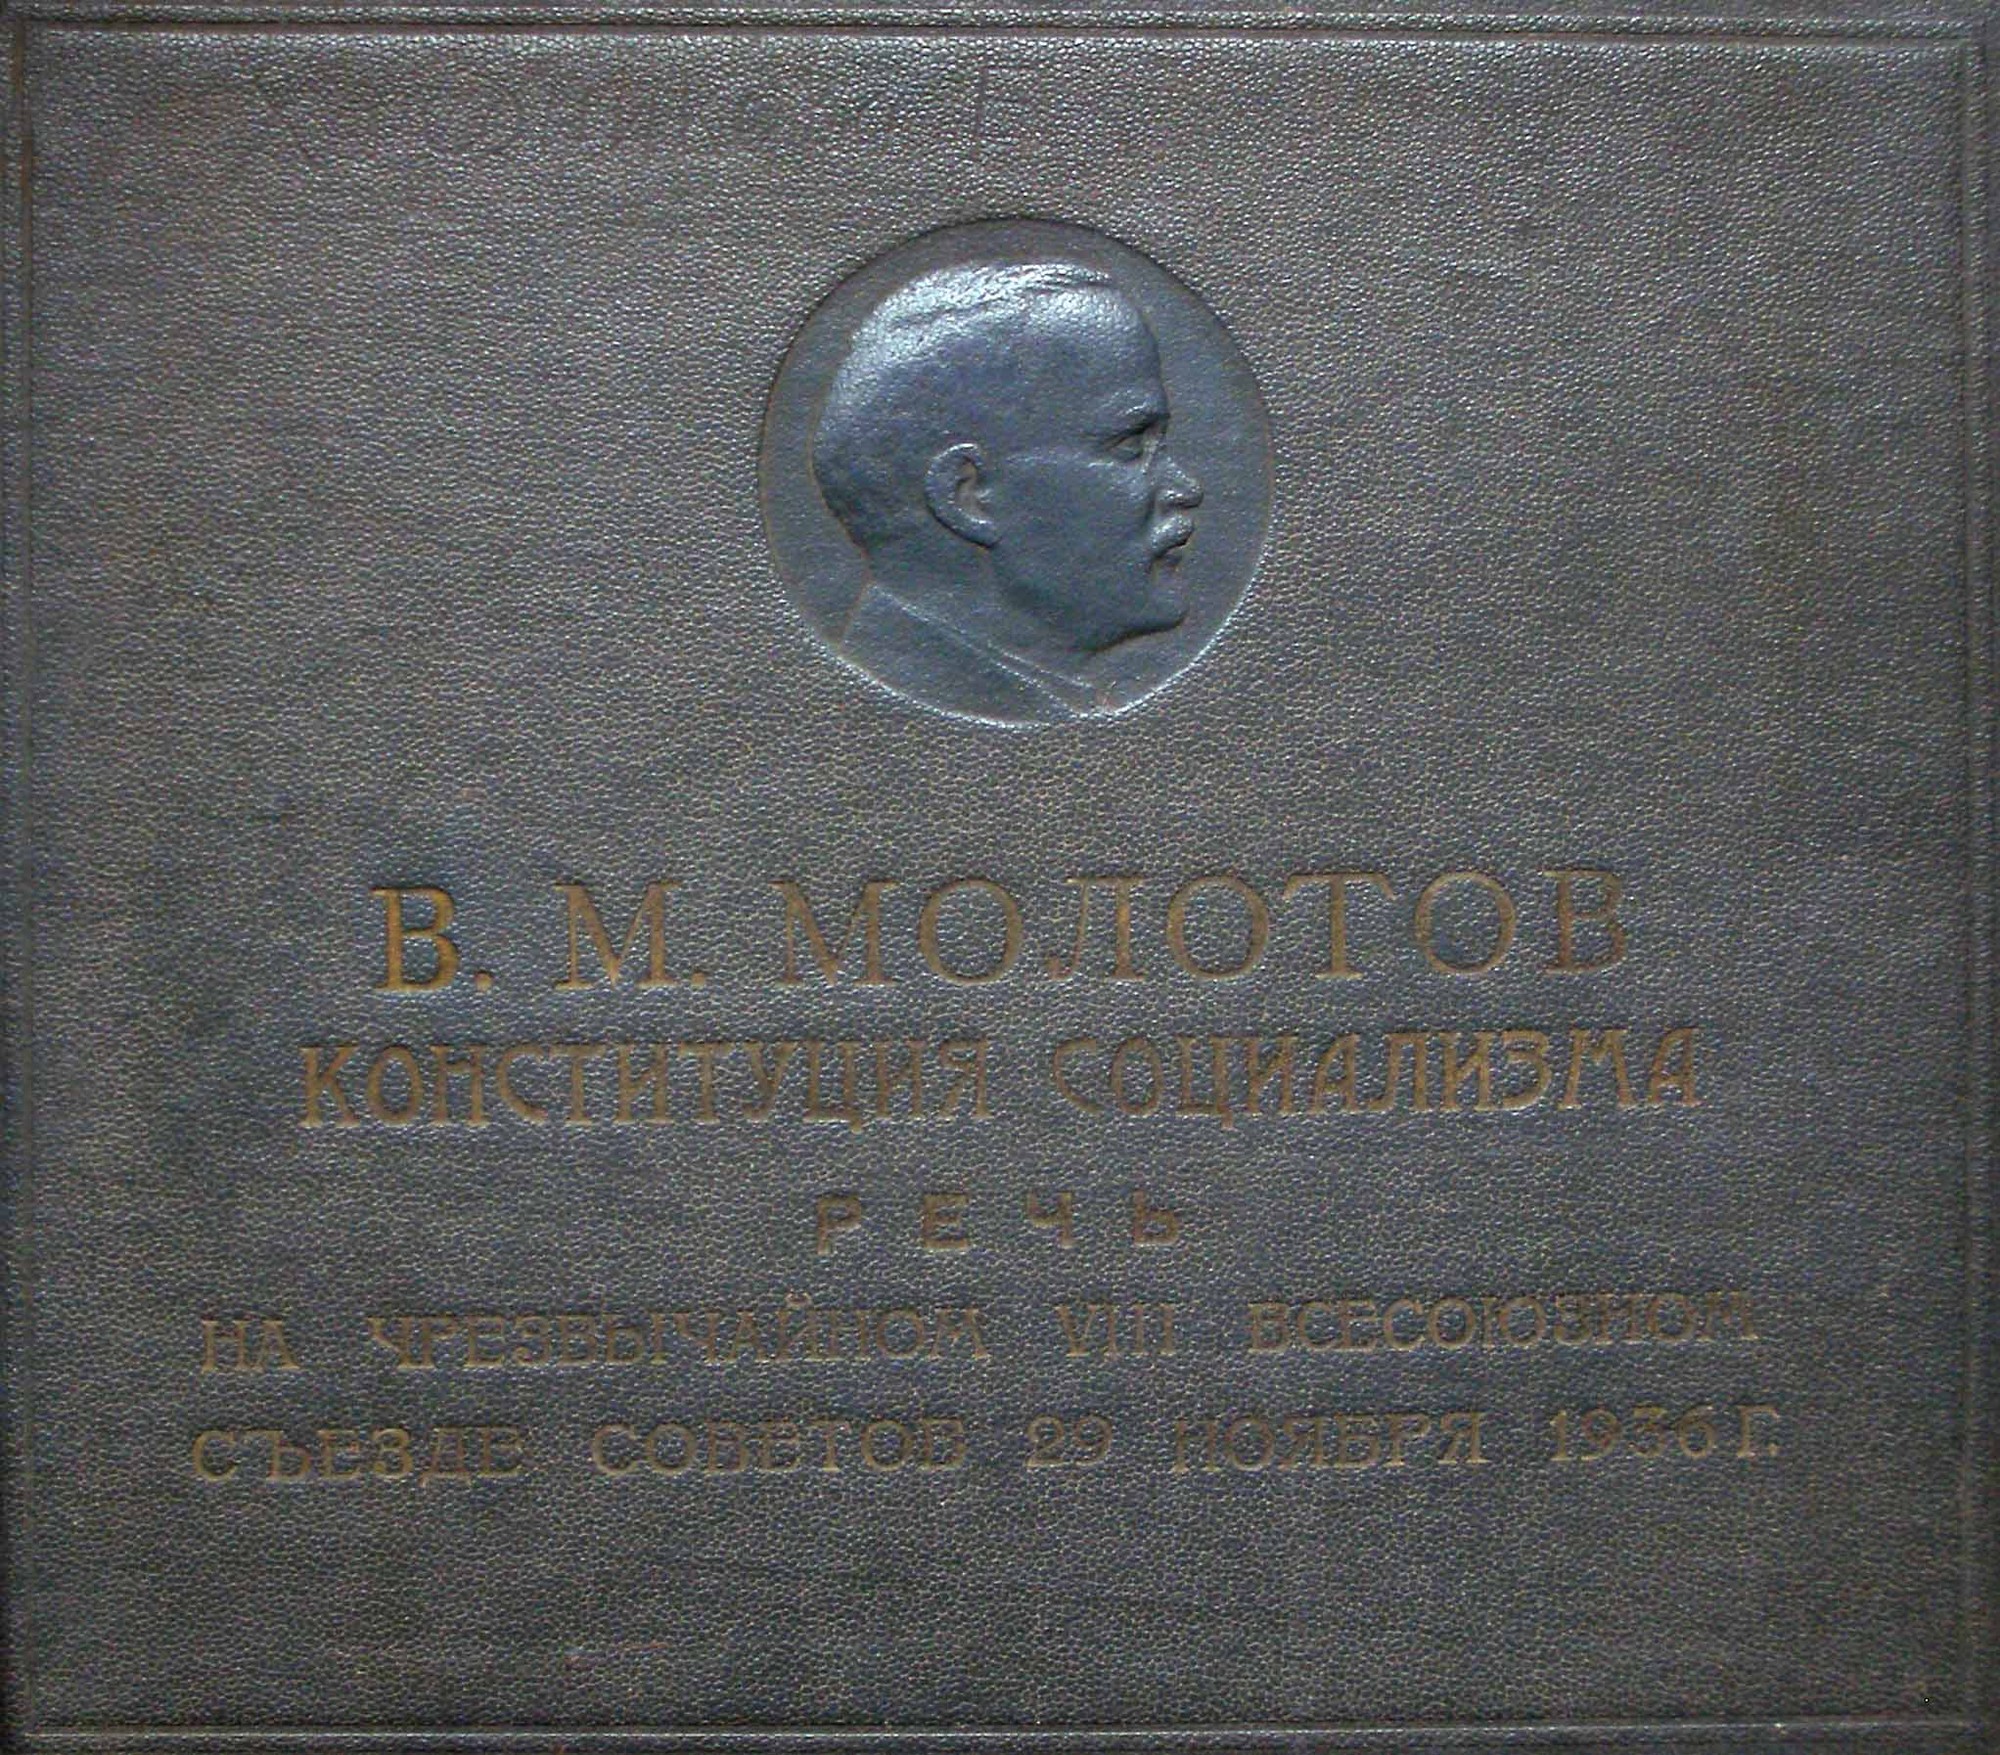 В. М. МОЛОТОВ
КОНСТИТУЦИЯ СОЦИАЛИЗМА
РЕЧЬ
НА ЧРЕЗВЫЧАЙНОМ VIII ВСЕСОЮЗНОМ
СЪЕЗДЕ СОВЕТОВ 29 НОЯБРЯ 1936 Г.